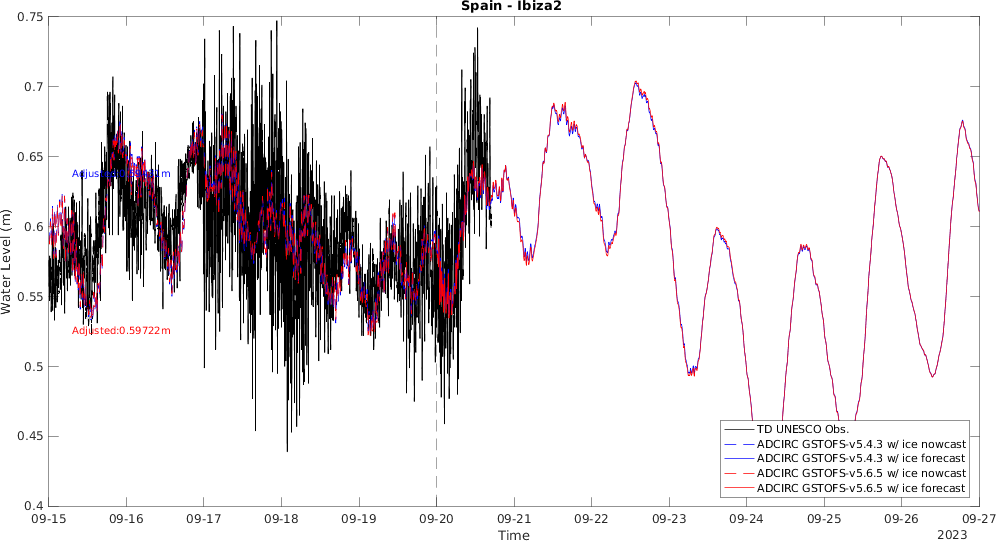 Spain - Ibiza2
0.75
0.7
0.65
0.6
0.55
0.5
0.45
0.4
Water Level (m)
Adjusted:0.59722m
09-15
09-16
09-17
09-18
09-19
09-20
09-21
09-22
09-23
09-24
09-25
09-26
09-27
2023
Time
TD UNESCO Obs.
ADCIRC GSTOFS-v5.4.3 w/ ice nowcast
ADCIRC GSTOFS-v5.4.3 w/ ice forecast
ADCIRC GSTOFS-v5.6.5 w/ ice nowcast
ADCIRC GSTOFS-v5.6.5 w/ ice forecast